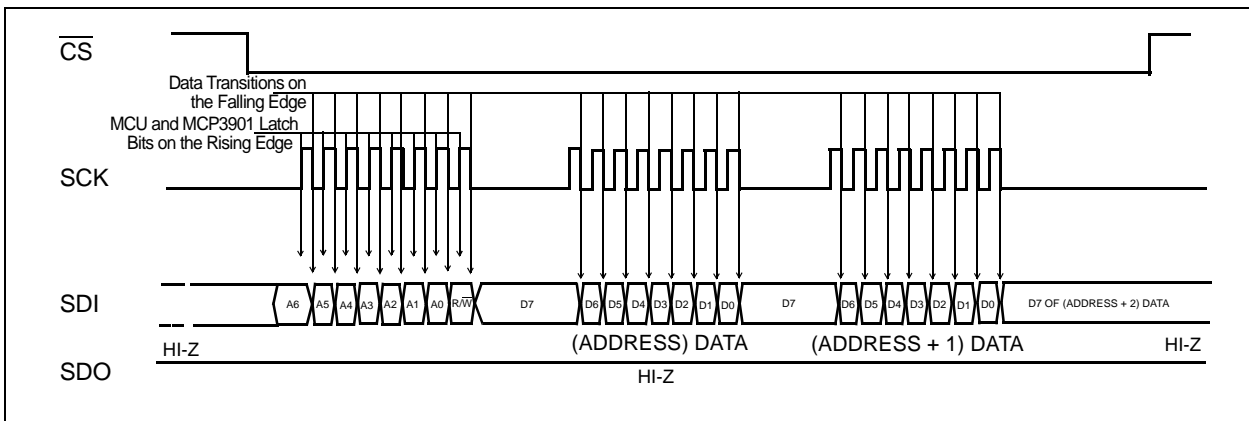 CS
Data Transitions on
the Falling Edge
MCU and MCP3901 Latch
Bits on the Rising Edge
SCK
SDI
A6 A5 A4 A3 A2 A1 A0 R/W D7 D6 D5 D4 D3 D2 D1 D0 D7 D6 D5 D4 D3 D2 D1 D0 D7 OF (ADDRESS + 2) DATA
HI-Z (ADDRESS) DATA (ADDRESS + 1) DATA HI-Z
SDO
HI-Z